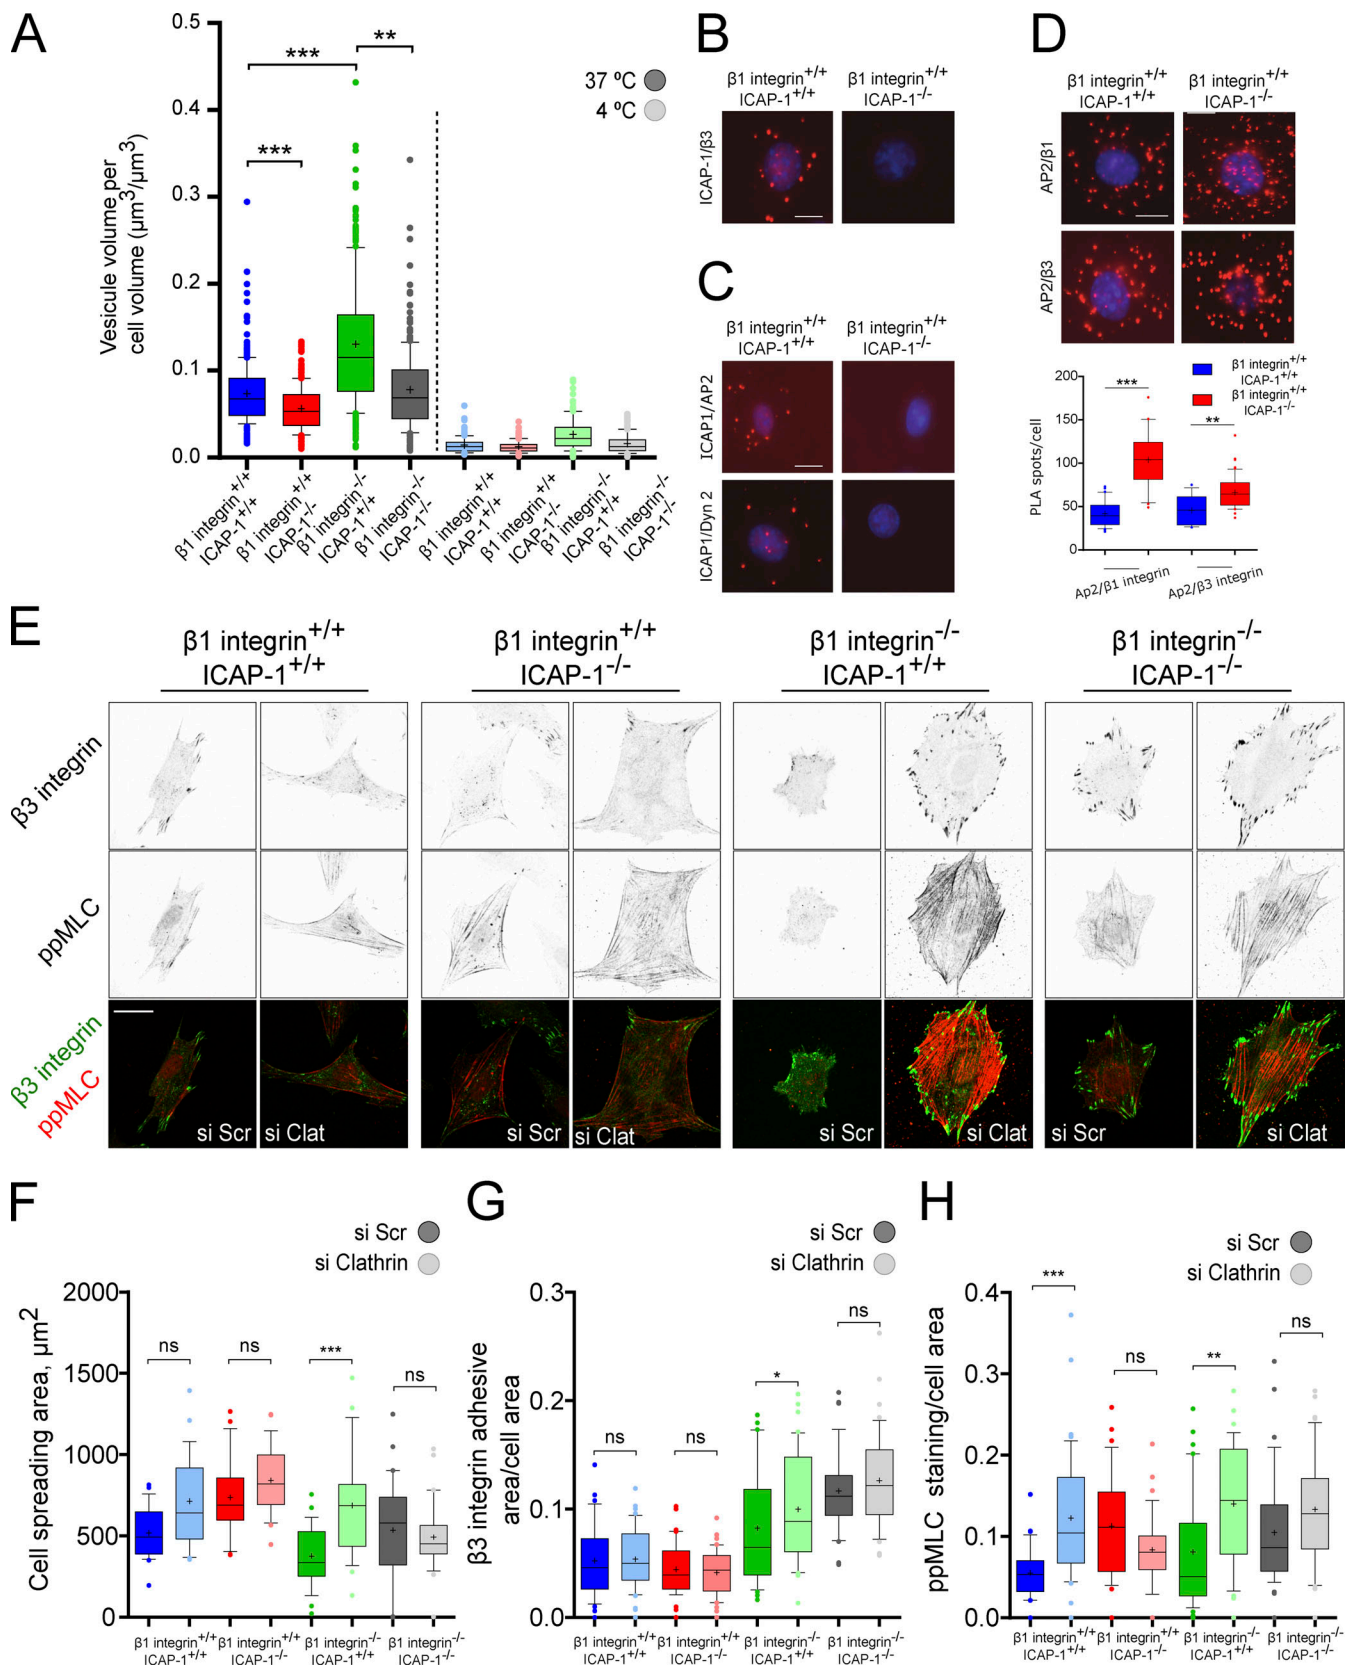 A
Vesicule volume per
cell volume (µm³/µm³)
0.5
0.4
0.3
0.2
0.1
0.0
***
**
***
37 ºC
4 ºC
β1 integrin+/+
ICAP-1+/+
β1 integrin+/+
ICAP-1-/-
β1 integrin-/-
ICAP-1+/+
β1 integrin-/-
ICAP-1-/-
β1 integrin+/+
ICAP-1+/+
β1 integrin+/+
ICAP-1-/-
β1 integrin-/-
ICAP-1+/+
β1 integrin-/-
ICAP-1-/-
B
β1 integrin+/+
ICAP-1+/+
β1 integrin+/+
ICAP-1-/-
ICAP-1/β3
C
β1 integrin+/+
ICAP-1+/+
β1 integrin+/+
ICAP-1-/-
ICAP1/AP2
ICAP1/Dyn 2
D
β1 integrin+/+
ICAP-1+/+
β1 integrin+/+
ICAP-1-/-
AP2/β1
AP2/β3
β1 integrin+/+
ICAP-1+/+
β1 integrin+/+
ICAP-1-/-
PLA spots/cell
200
150
100
50
0
***
**
Ap2/β1 integrin
Ap2/β3 integrin
E
β1 integrin+/+
ICAP-1+/+
β1 integrin+/+
ICAP-1-/-
β1 integrin-/-
ICAP-1+/+
β1 integrin-/-
ICAP-1-/-
β3 integrin
ppMLC
β3 integrin
ppMLC
si Scr
si Clat
si Scr
si Clat
si Scr
si Clat
si Scr
si Clat
F
si Scr
si Clathrin
Cell spreading area, µm2
2000
1500
1000
500
0
ns
ns
***
ns
β1 integrin+/+
ICAP-1+/+
β1 integrin+/+
ICAP-1-/-
β1 integrin-/-
ICAP-1+/+
β1 integrin-/-
ICAP-1-/-
G
si Scr
si Clathrin
β3 integrin adhesive
area/cell area
0.3
0.2
0.1
0.0
ns
ns
*
ns
β1 integrin+/+
ICAP-1+/+
β1 integrin+/+
ICAP-1-/-
β1 integrin-/-
ICAP-1+/+
β1 integrin-/-
ICAP-1-/-
H
si Scr
si Clathrin
ppMLC staining/cell area
0.4
0.3
0.2
0.1
0.0
***
ns
**
ns
β1 integrin+/+
ICAP-1+/+
β1 integrin+/+
ICAP-1-/-
β1 integrin-/-
ICAP-1+/+
β1 integrin-/-
ICAP-1-/-